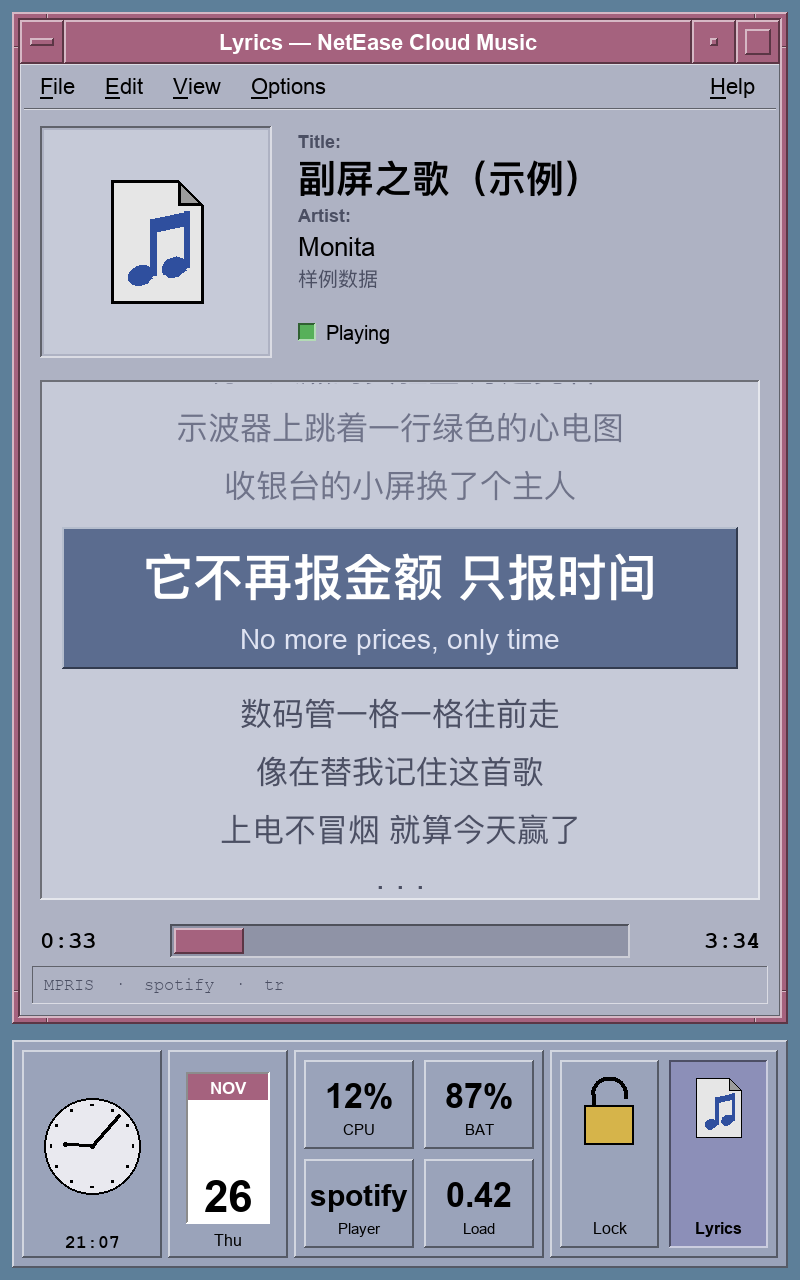 Lyrics — NetEase Cloud Music
File Edit View Options Help
Title:
副屏之歌（示例）
Artist:
Monita
样例数据
Playing
示波器上跳着一行绿色的心电图
收银台的小屏换了个主人
它不再报金额 只报时间
No more prices, only time
数码管一格一格往前走
像在替我记住这首歌
上电不冒烟 就算今天赢了
. . .
0:33 3:34
MPRIS · spotify · tr
NOV
26
Thu
21:07
12%
CPU
87%
BAT
spotify
Player
0.42
Load
Lock
Lyrics